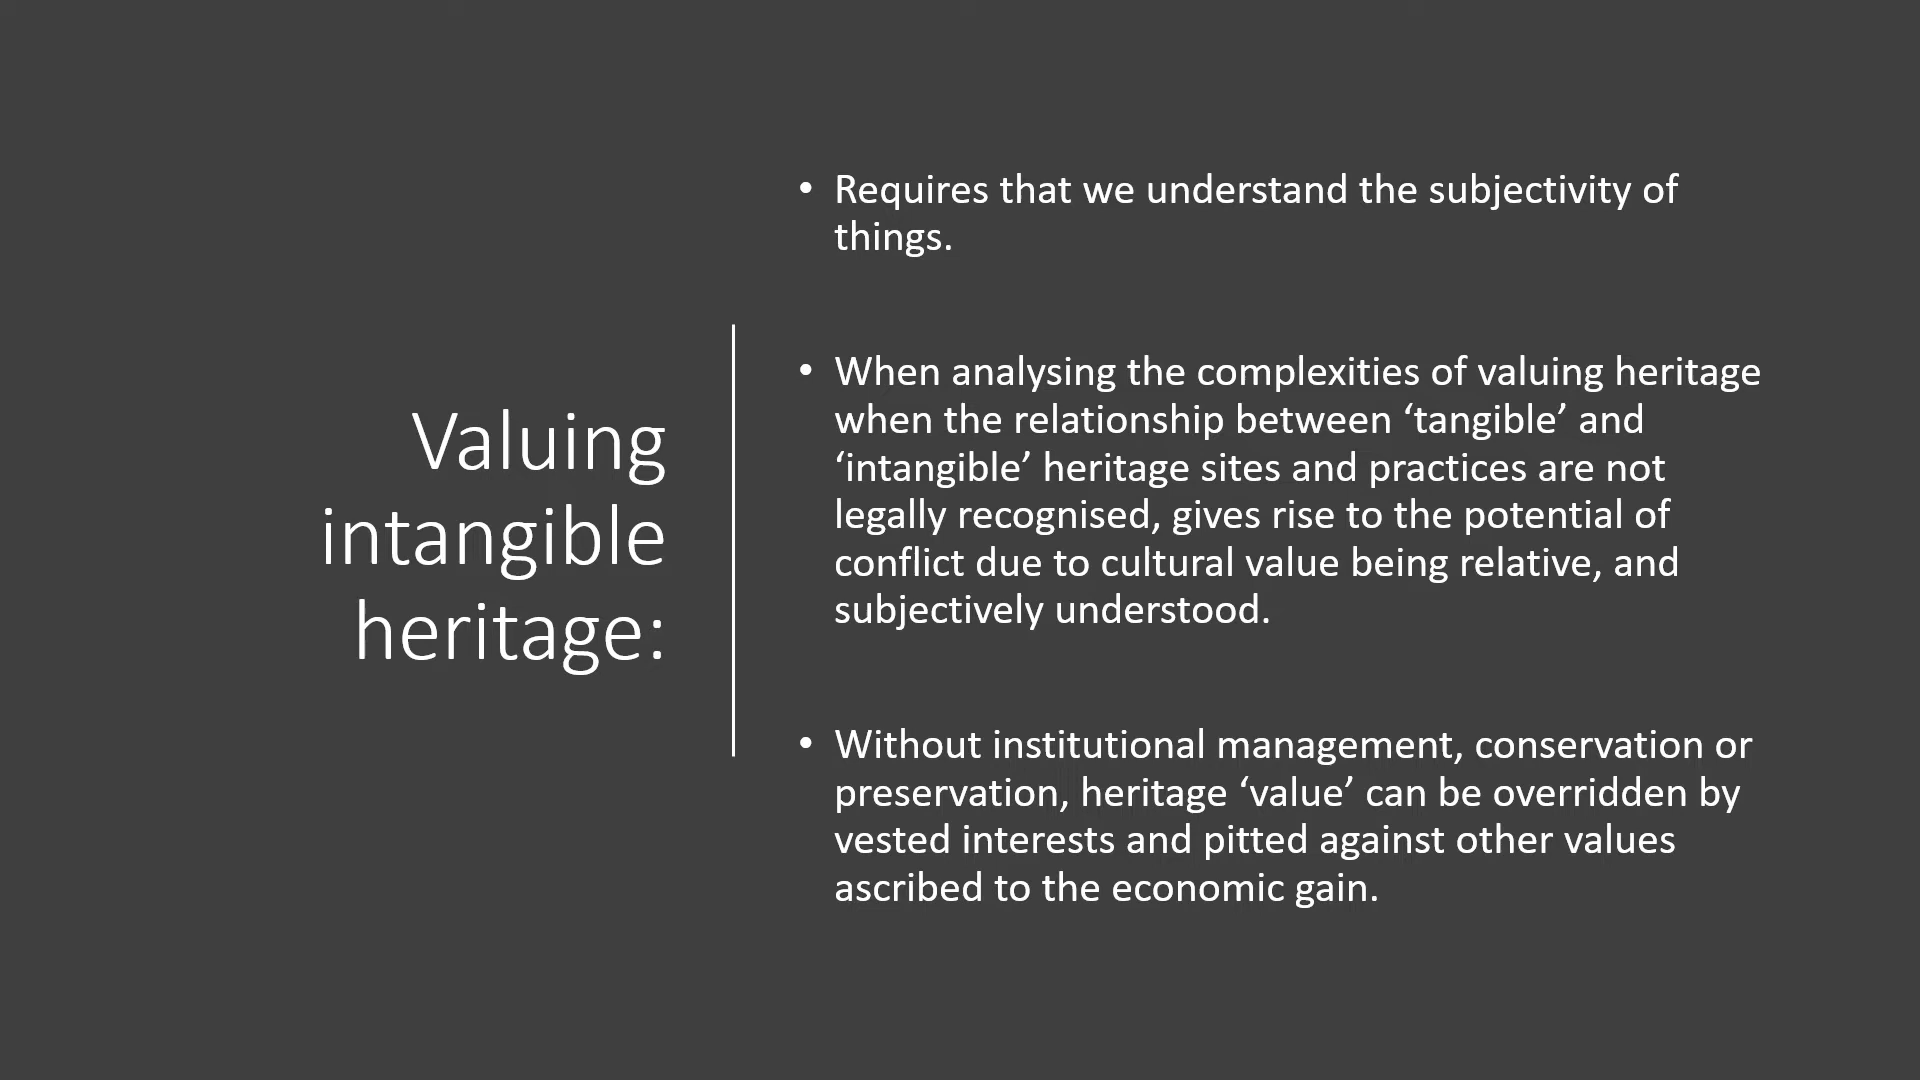 Valuing
intangible
heritage:
• Requires that we understand the subjectivity of
things.
• When analysing the complexities of valuing heritage
when the relationship between ‘tangible’ and
‘intangible’ heritage sites and practices are not
legally recognised, gives rise to the potential of
conflict due to cultural value being relative, and
subjectively understood.
• Without institutional management, conservation or
preservation, heritage ‘value’ can be overridden by
vested interests and pitted against other values
ascribed to the economic gain.